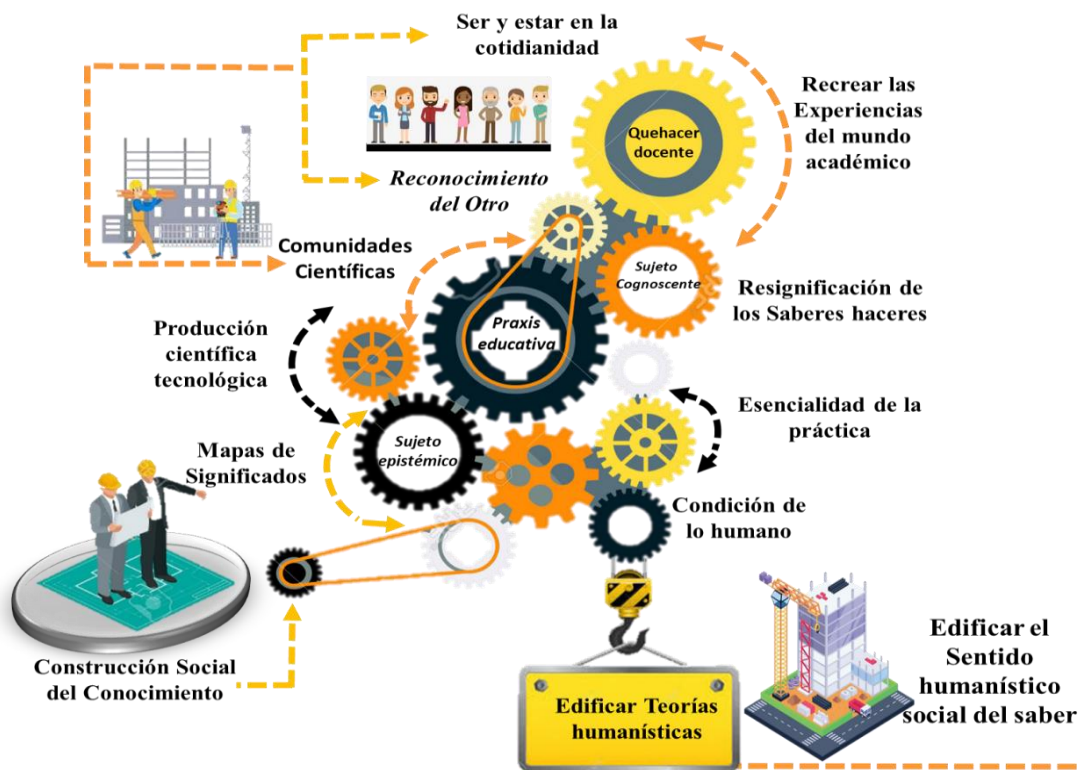 Ser y estar en la
cotidianidad
Recrear las
Experiencias
del mundo
académico
Quehacer
docente
Reconocimiento
del Otro
Comunidades
Científicas
Sujeto
Cognoscente
Resignificación de
los Saberes haceres
Producción
científica
tecnológica
Praxis
educativa
Esencialidad de la
práctica
Mapas de
Significados
Sujeto
epistémico
Condición de
lo humano
Construcción Social
del Conocimiento
Edificar Teorías
humanísticas
Edificar el
Sentido
humanístico
social del saber